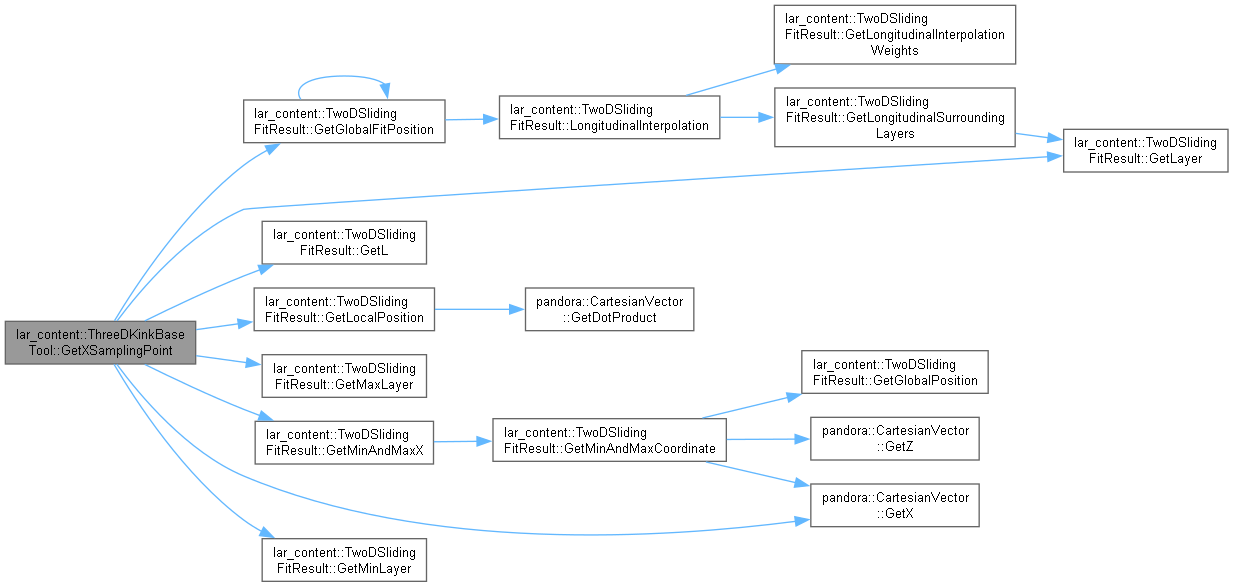 lar_content::ThreeDKinkBase
Tool::GetXSamplingPoint
lar_content::TwoDSliding
FitResult::GetGlobalFitPosition
lar_content::TwoDSliding
FitResult::LongitudinalInterpolation
lar_content::TwoDSliding
FitResult::GetLongitudinalInterpolation
Weights
lar_content::TwoDSliding
FitResult::GetLongitudinalSurrounding
Layers
lar_content::TwoDSliding
FitResult::GetLayer
lar_content::TwoDSliding
FitResult::GetL
lar_content::TwoDSliding
FitResult::GetLocalPosition
pandora::CartesianVector
::GetDotProduct
lar_content::TwoDSliding
FitResult::GetMaxLayer
lar_content::TwoDSliding
FitResult::GetMinAndMaxX
lar_content::TwoDSliding
FitResult::GetMinAndMaxCoordinate
lar_content::TwoDSliding
FitResult::GetGlobalPosition
pandora::CartesianVector
::GetZ
pandora::CartesianVector
::GetX
lar_content::TwoDSliding
FitResult::GetMinLayer